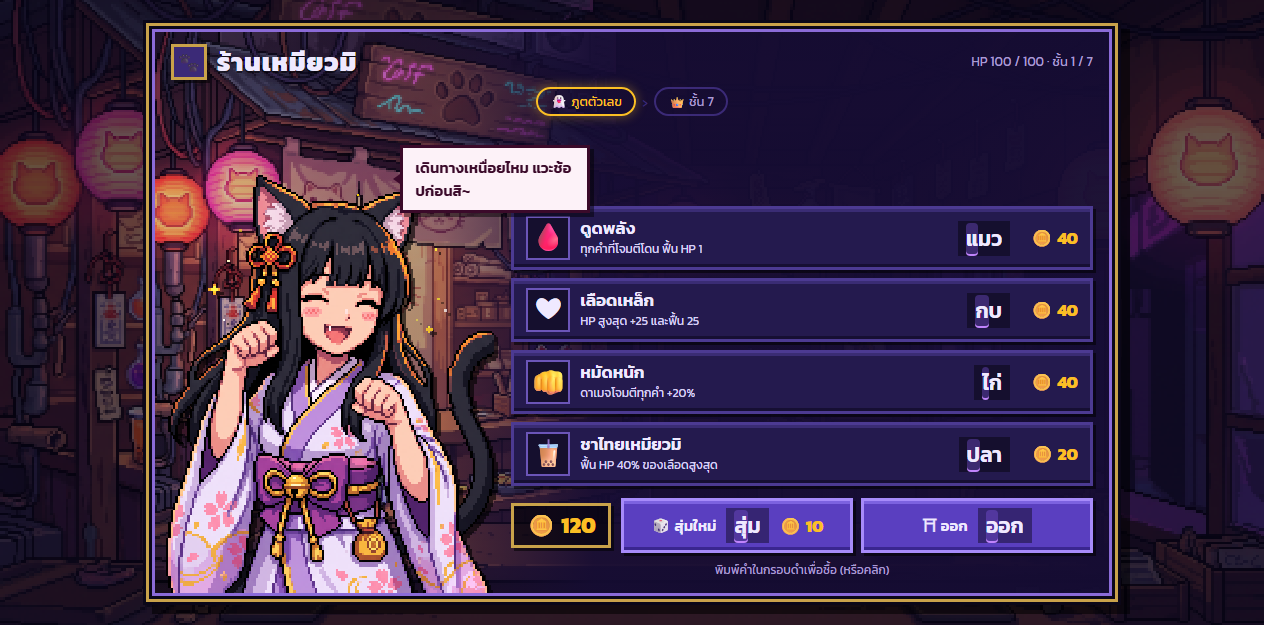 ร้านเหมียวมิ
HP 100 / 100 · ชั้น 1 / 7
ภูตตัวเลข
ชั้น 7
เดินทางเหนื่อยไหม แวะช้อ
ปก่อนสิ~
ดูดพลัง
ทุกคำที่โจมตีโดน ฟื้น HP 1
แมว
40
เลือดเหล็ก
HP สูงสุด +25 และฟื้น 25
กบ
40
หมัดหนัก
ดาเมจโจมตีทุกคำ +20%
ไก่
40
ชาไทยเหมียวมิ
ฟื้น HP 40% ของเลือดสูงสุด
ปลา
20
120
สุ่มใหม่ สุ่ม 10
ออก ออก
พิมพ์คำในกรอบดำเพื่อซื้อ (หรือคลิก)